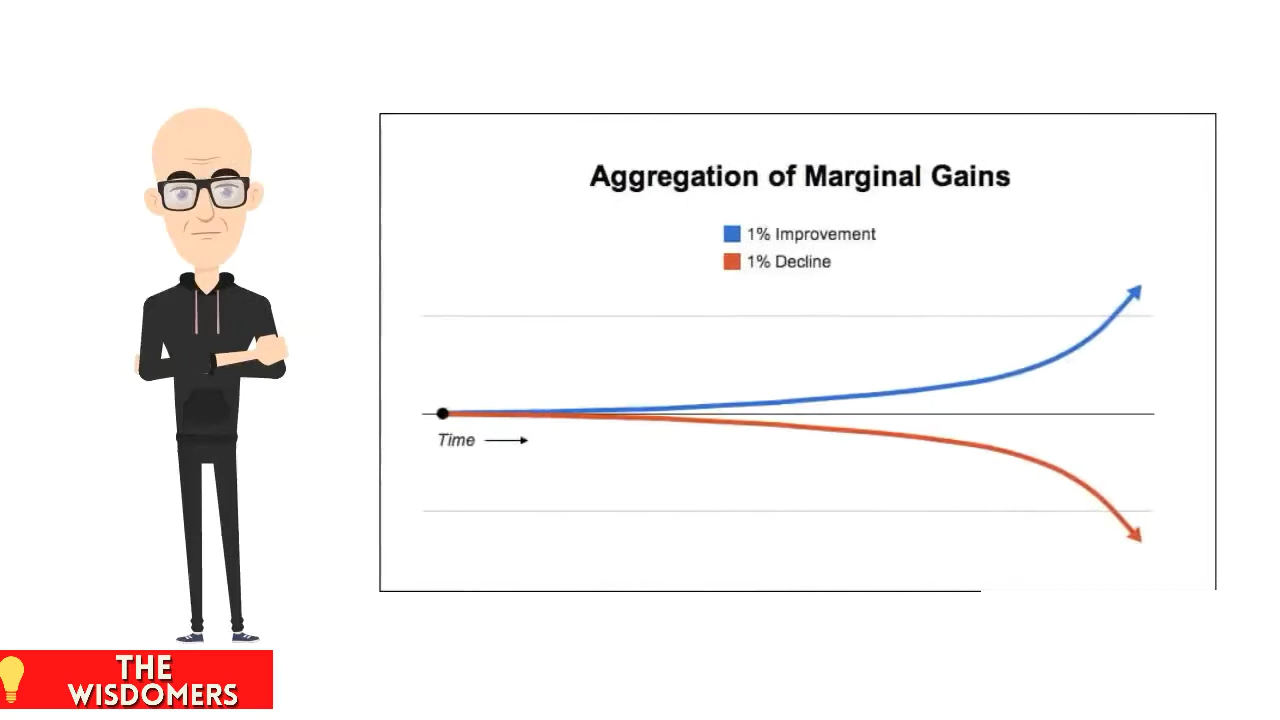 Aggregation of Marginal Gains
1% Improvement
1% Decline
Time
THE
WISDOMERS